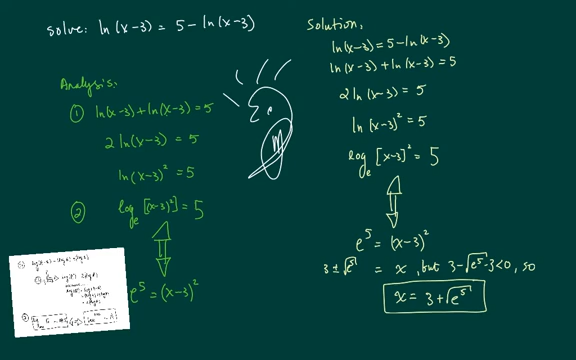 solve: ln(x-3) = 5 - ln(x-3)
Analysis:
① ln(x-3) + ln(x-3) = 5
2 ln(x-3) = 5
ln(x-3)² = 5
② logₑ [(x-3)²] = 5
e⁵ = (x-3)²
M
Solution,
ln(x-3) = 5 - ln(x-3)
ln(x-3) + ln(x-3) = 5
2 ln(x-3) = 5
ln(x-3)² = 5
logₑ [x-3]² = 5
e⁵ = (x-3)²
3 ± √e⁵ = x, but 3 - √e⁵ - 3 < 0, so
x = 3 + √e⁵